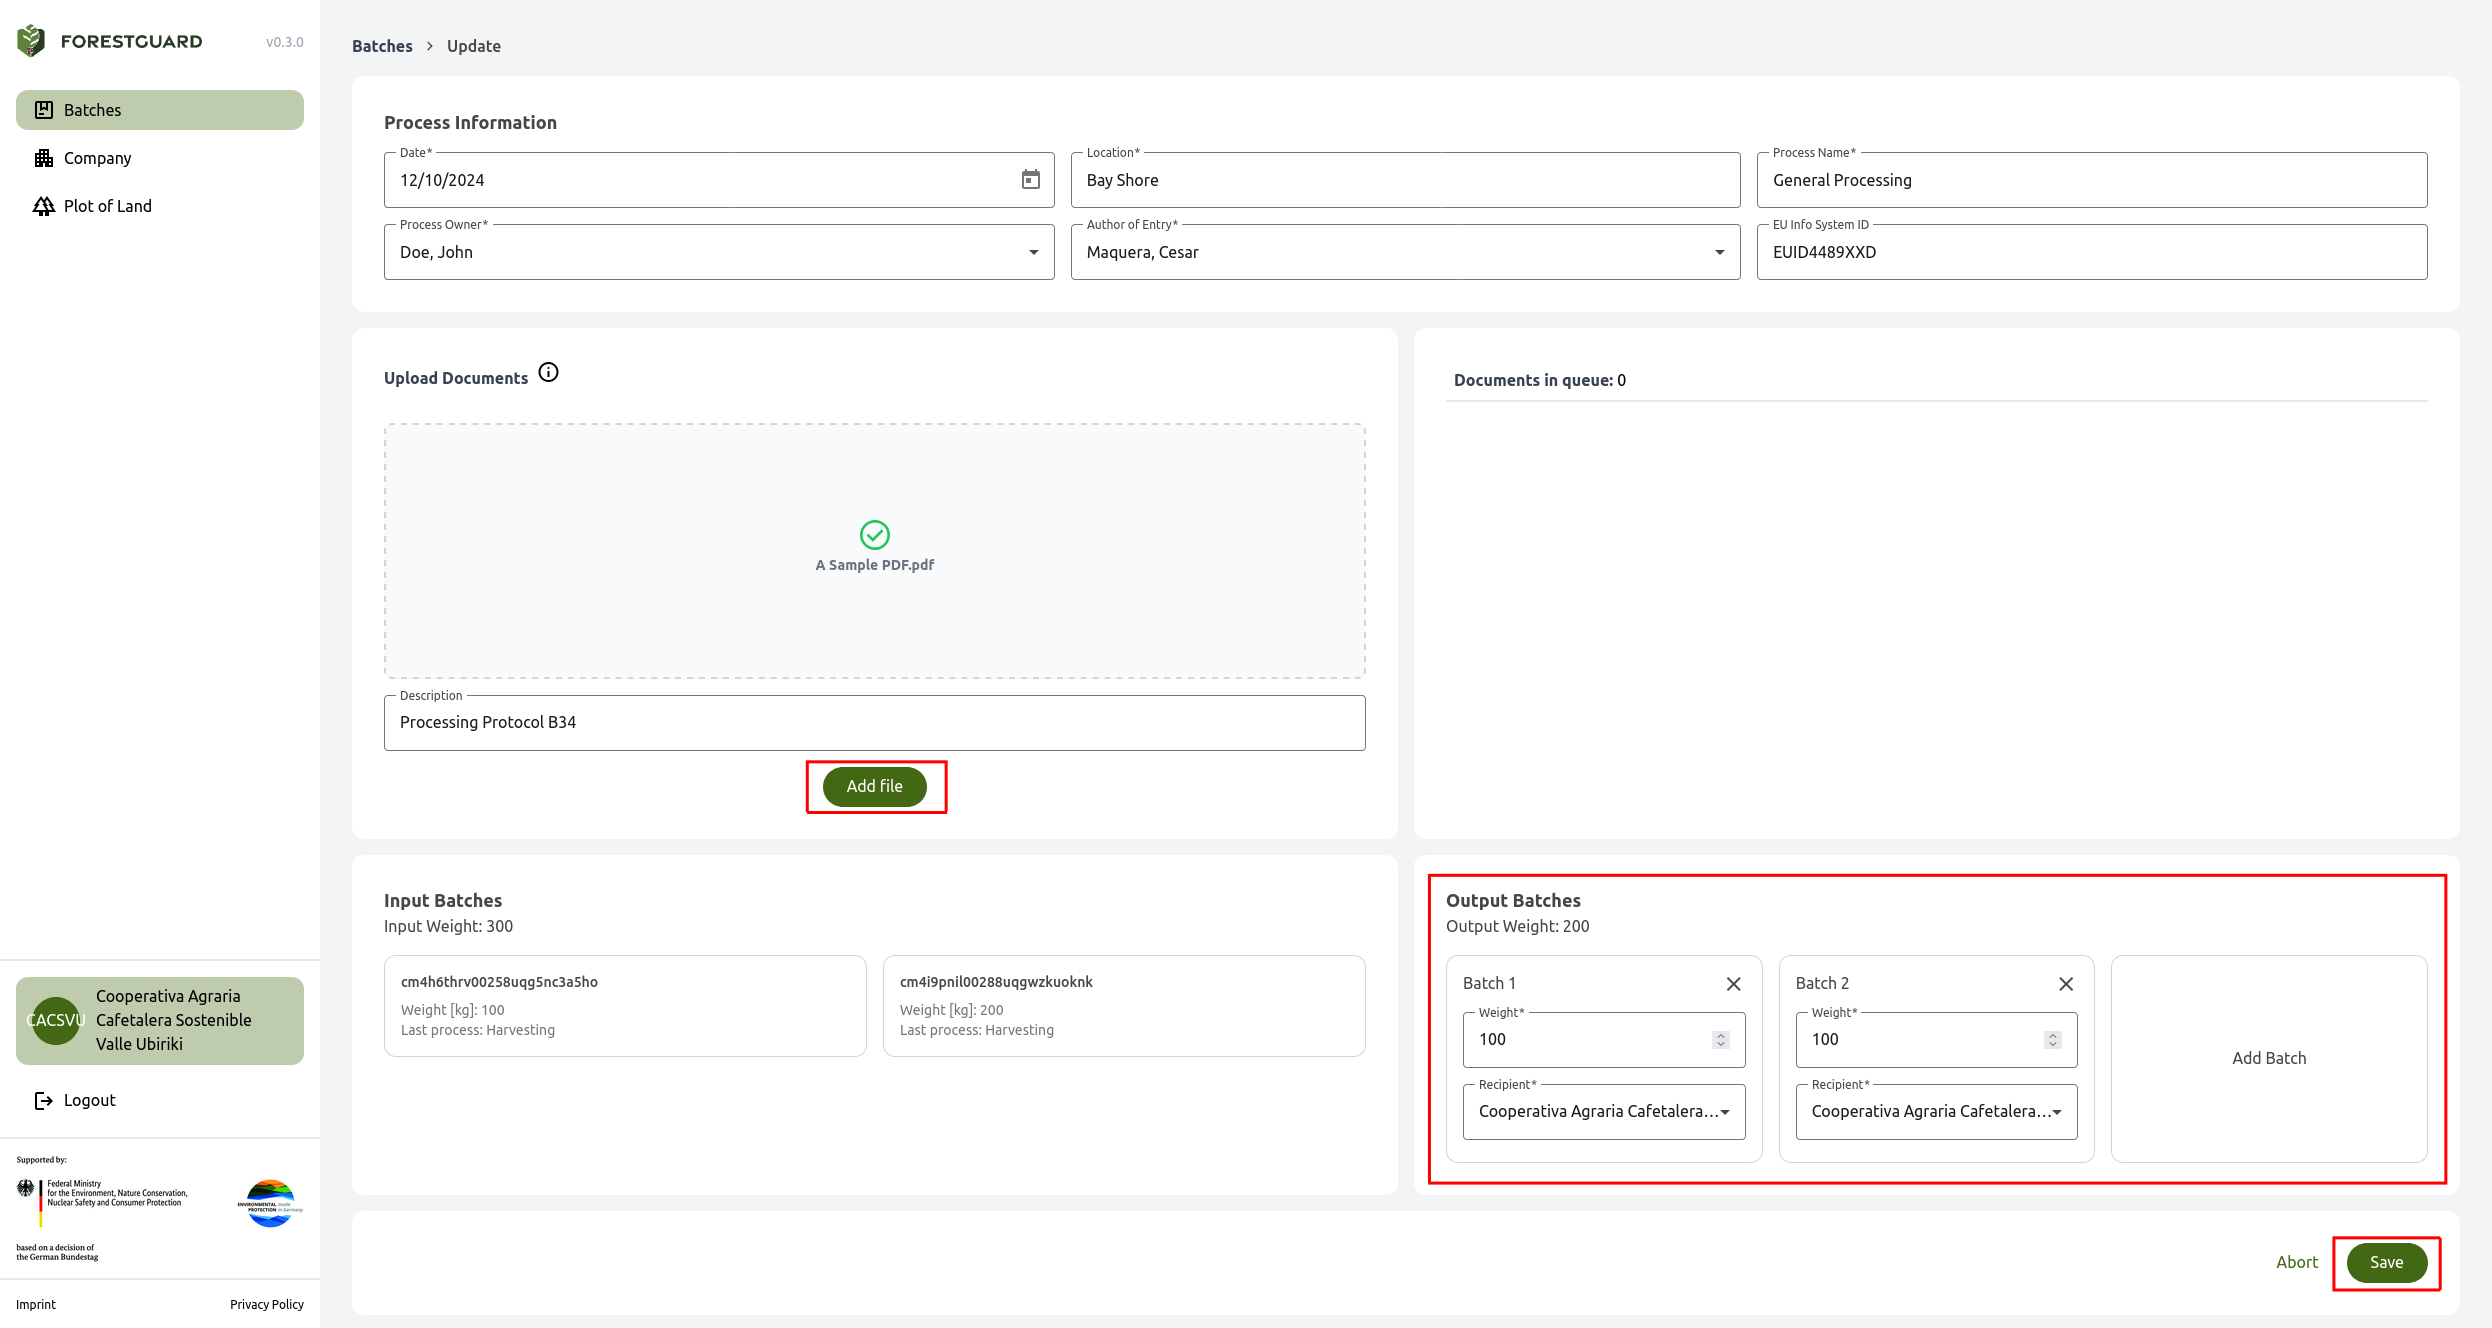 FORESTGUARD
v0.3.0
Batches
Company
Plot of Land
CACSVU
Cooperativa Agraria
Cafetalera Sostenible
Valle Ubiriki
Logout
Supported by:
Federal Ministry
for the Environment, Nature Conservation,
Nuclear Safety and Consumer Protection
ENVIRONMENTAL made
PROTECTION in Germany
based on a decision of
the German Bundestag
Imprint
Privacy Policy
Batches > Update
Process Information
Date*
12/10/2024
Location*
Bay Shore
Process Name*
General Processing
Process Owner*
Doe, John
Author of Entry*
Maquera, Cesar
EU Info System ID
EUID4489XXD
Upload Documents
A Sample PDF.pdf
Description
Processing Protocol B34
Add file
Documents in queue: 0
Input Batches
Input Weight: 300
cm4h6thrv00258uqg5nc3a5ho
Weight [kg]: 100
Last process: Harvesting
cm4i9pnil00288uqgwzkuoknk
Weight [kg]: 200
Last process: Harvesting
Output Batches
Output Weight: 200
Batch 1
Weight*
100
Recipient*
Cooperativa Agraria Cafetalera...
Batch 2
Weight*
100
Recipient*
Cooperativa Agraria Cafetalera...
Add Batch
Abort
Save